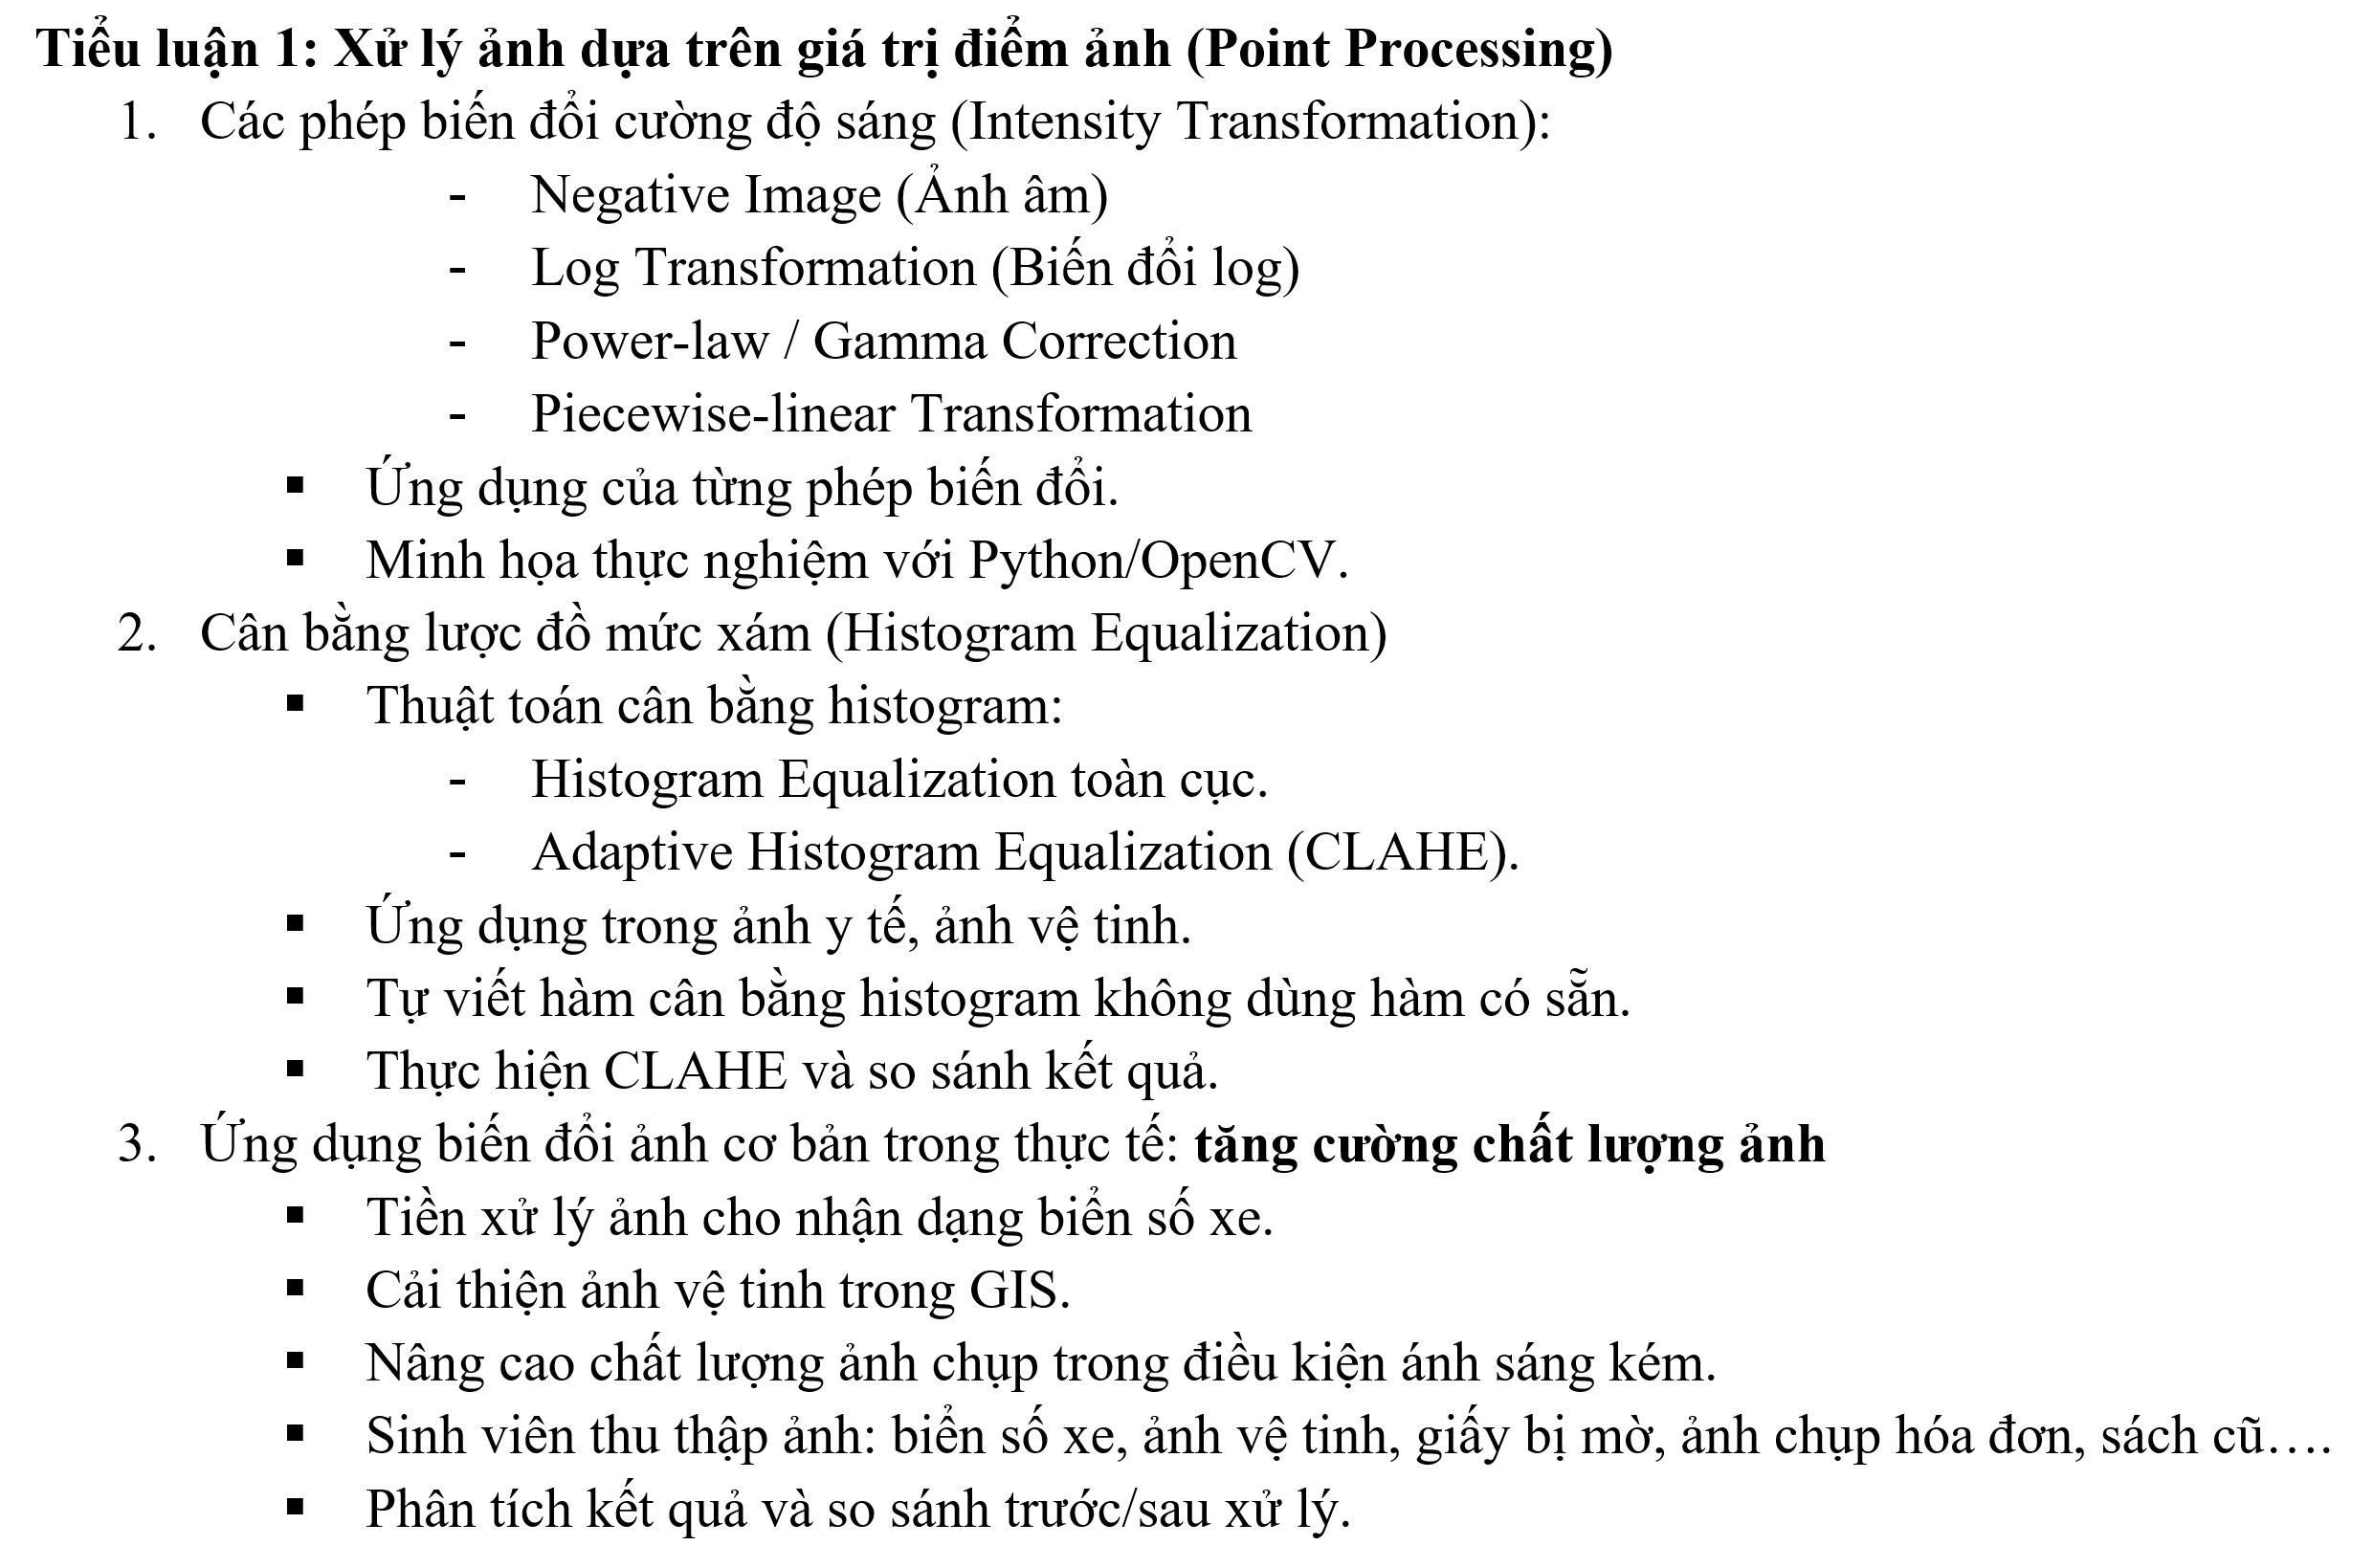 Tiểu luận 1: Xử lý ảnh dựa trên giá trị điểm ảnh (Point Processing)
1. Các phép biến đổi cường độ sáng (Intensity Transformation):
- Negative Image (Ảnh âm)
- Log Transformation (Biến đổi log)
- Power-law / Gamma Correction
- Piecewise-linear Transformation
▪ Ứng dụng của từng phép biến đổi.
▪ Minh họa thực nghiệm với Python/OpenCV.
2. Cân bằng lược đồ mức xám (Histogram Equalization)
▪ Thuật toán cân bằng histogram:
- Histogram Equalization toàn cục.
- Adaptive Histogram Equalization (CLAHE).
▪ Ứng dụng trong ảnh y tế, ảnh vệ tinh.
▪ Tự viết hàm cân bằng histogram không dùng hàm có sẵn.
▪ Thực hiện CLAHE và so sánh kết quả.
3. Ứng dụng biến đổi ảnh cơ bản trong thực tế: tăng cường chất lượng ảnh
▪ Tiền xử lý ảnh cho nhận dạng biển số xe.
▪ Cải thiện ảnh vệ tinh trong GIS.
▪ Nâng cao chất lượng ảnh chụp trong điều kiện ánh sáng kém.
▪ Sinh viên thu thập ảnh: biển số xe, ảnh vệ tinh, giấy bị mờ, ảnh chụp hóa đơn, sách cũ….
▪ Phân tích kết quả và so sánh trước/sau xử lý.